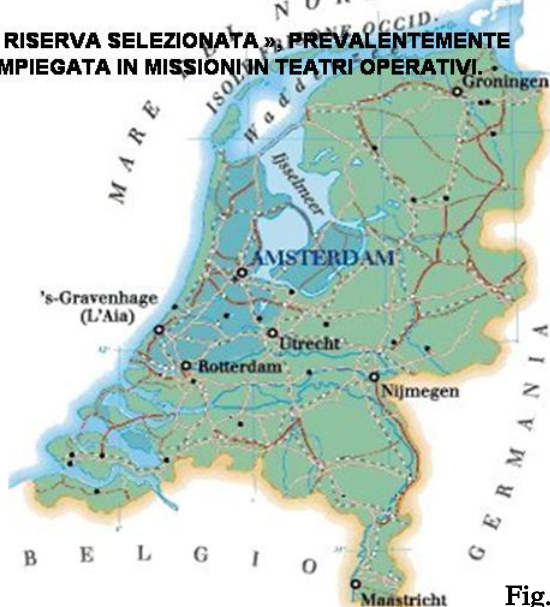 N O R
RISERVA SELEZIONATA », PREVALENTEMENTE
MPIEGATA IN MISSIONI IN TEATRI OPERATIVI.
OCCID.
Groningen
MARE
Ijsselmeer
AMSTERDAM
's-Gravenhage
(L'Aia)
Utrecht
Rotterdam
Nijmegen
GERMANIA
BELGIO
Maastricht
Fig.